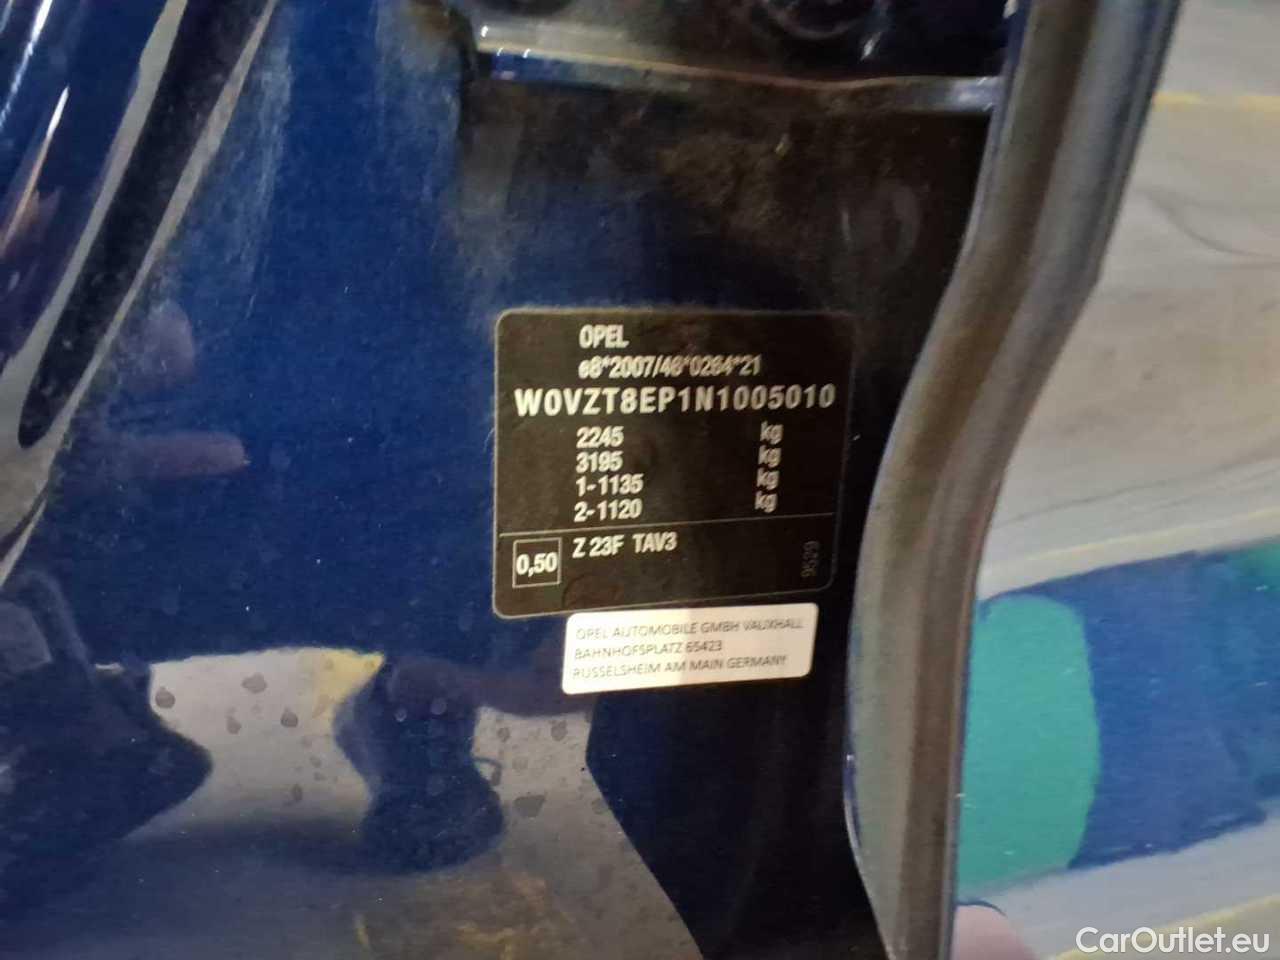 OPEL
e8*2007/46*0264*21
W0VZT8EP1N1005010
2245 kg
3195 kg
1-1135 kg
2-1120 kg
0,50 Z 23F TAV3
9529
OPEL AUTOMOBILE GMBH VAUXHALL
BAHNHOFSPLATZ 65423
RUSSELSHEIM AM MAIN GERMANY
CarOutlet.eu